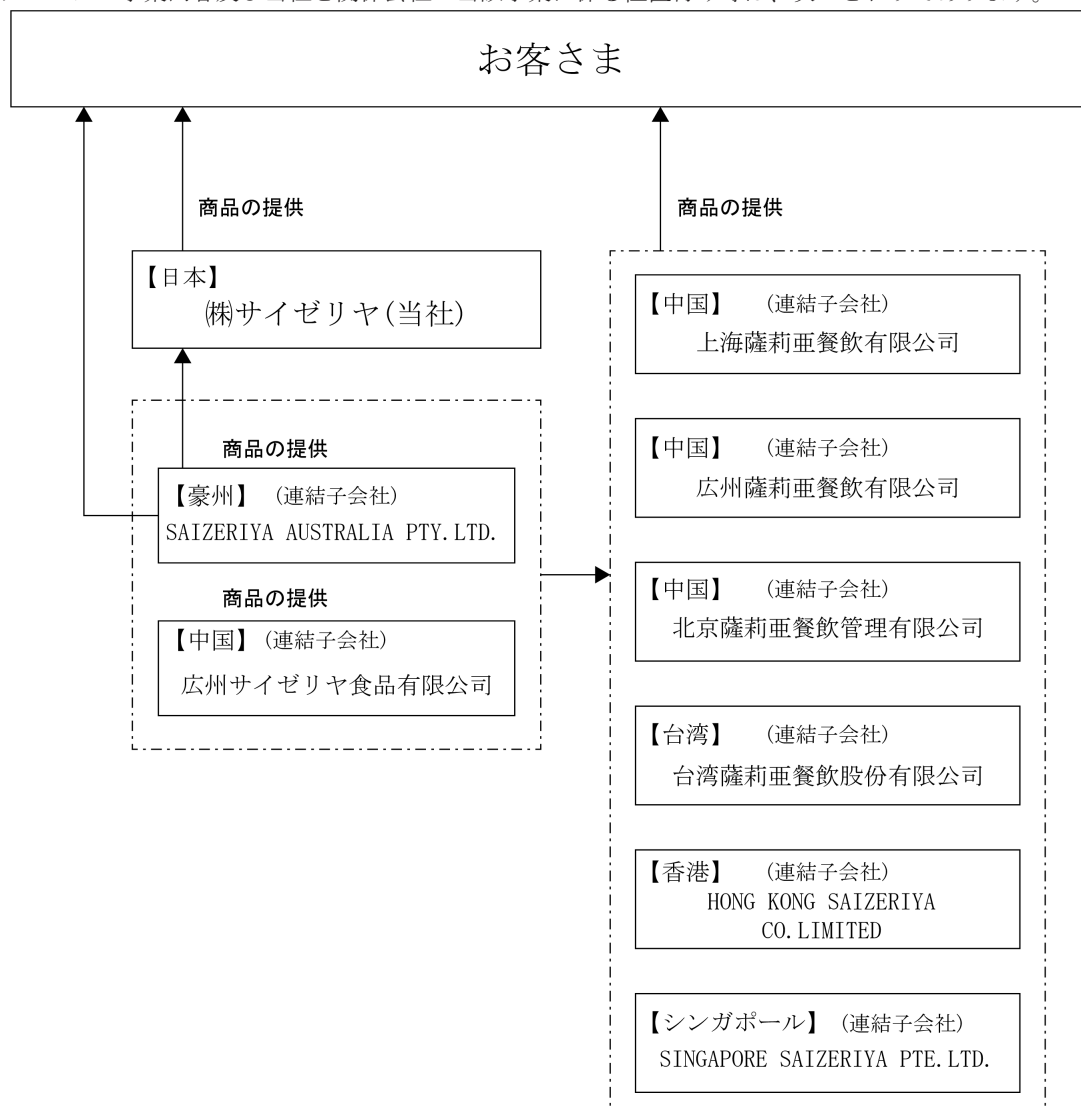 お客さま
商品の提供
商品の提供
【日本】
㈱サイゼリヤ(当社)
商品の提供
【豪州】 (連結子会社)
SAIZERIYA AUSTRALIA PTY.LTD.
商品の提供
【中国】 (連結子会社)
広州サイゼリヤ食品有限公司
【中国】 (連結子会社)
上海薩莉亜餐飲有限公司
【中国】 (連結子会社)
広州薩莉亜餐飲有限公司
【中国】 (連結子会社)
北京薩莉亜餐飲管理有限公司
【台湾】 (連結子会社)
台湾薩莉亜餐飲股份有限公司
【香港】 (連結子会社)
HONG KONG SAIZERIYA
CO.LIMITED
【シンガポール】 (連結子会社)
SINGAPORE SAIZERIYA PTE.LTD.